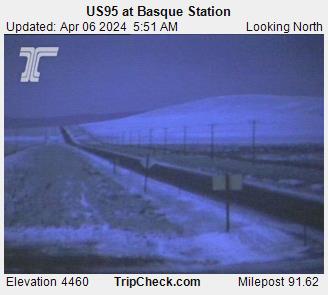 US95 at Basque Station
Updated: Apr 06 2024 5:51 AM Looking North
Elevation 4460 TripCheck.com Milepost 91.62